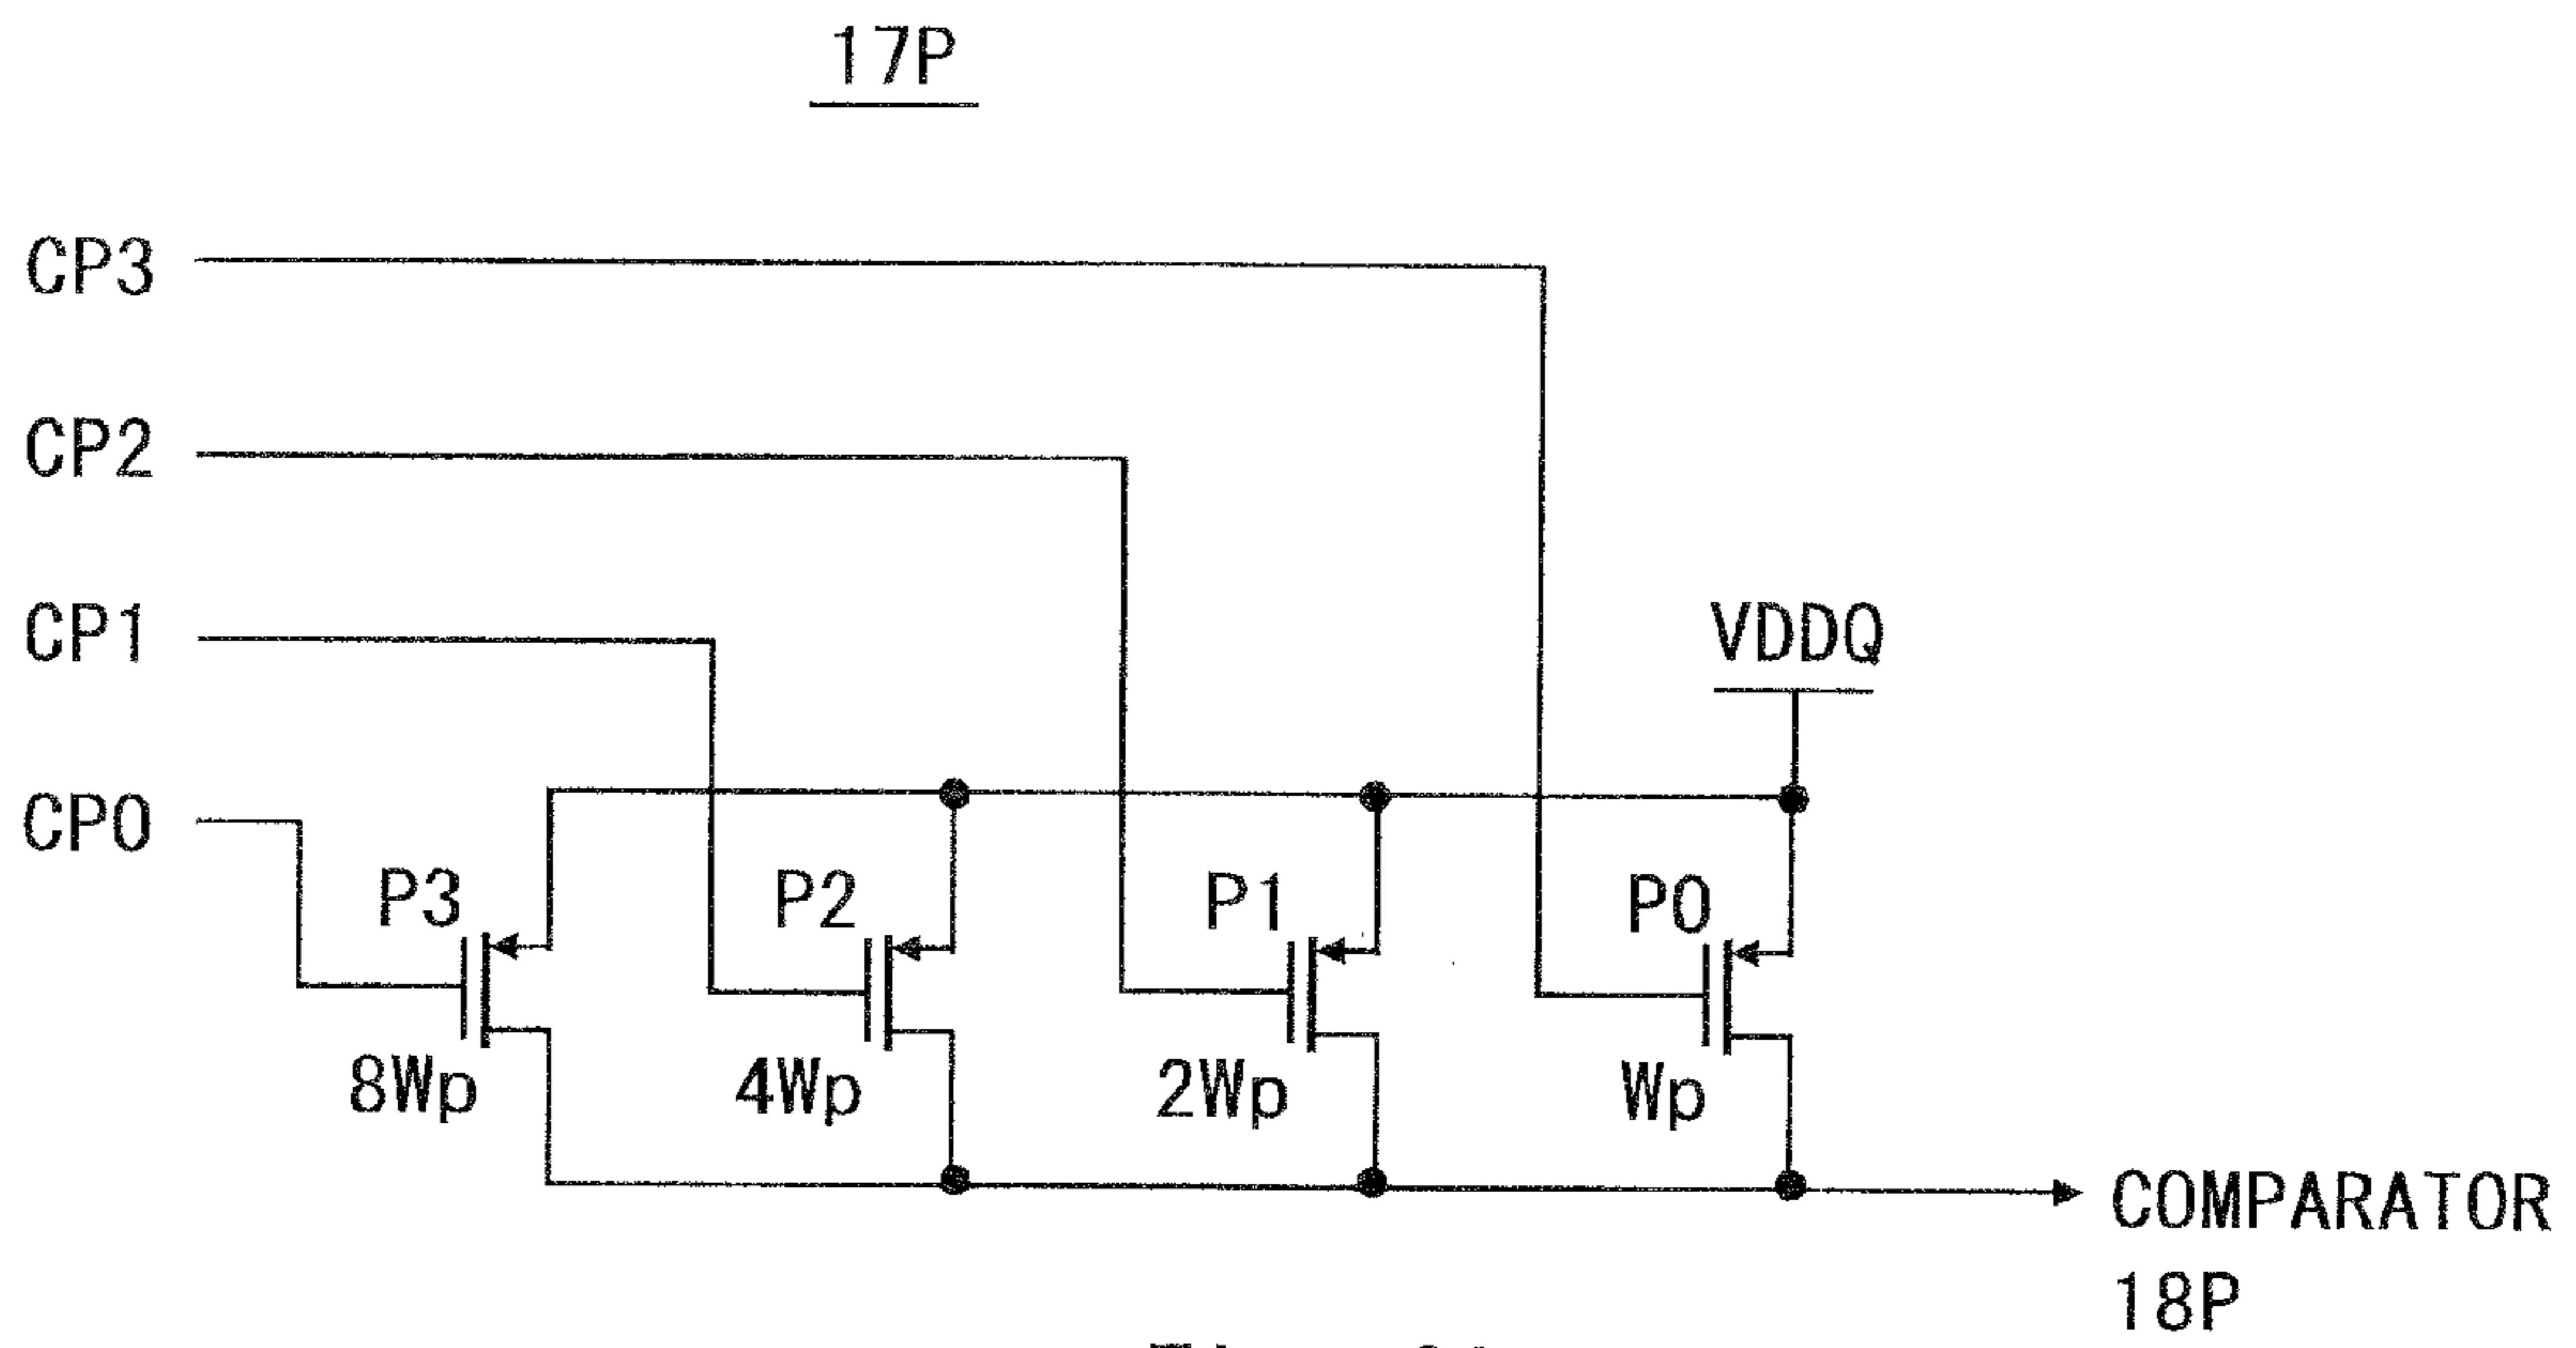 17P
CP3
CP2
CP1
VDDQ
CP0
P3
P2
P1
P0
8Wp
4Wp
2Wp
Wp
COMPARATOR
18P